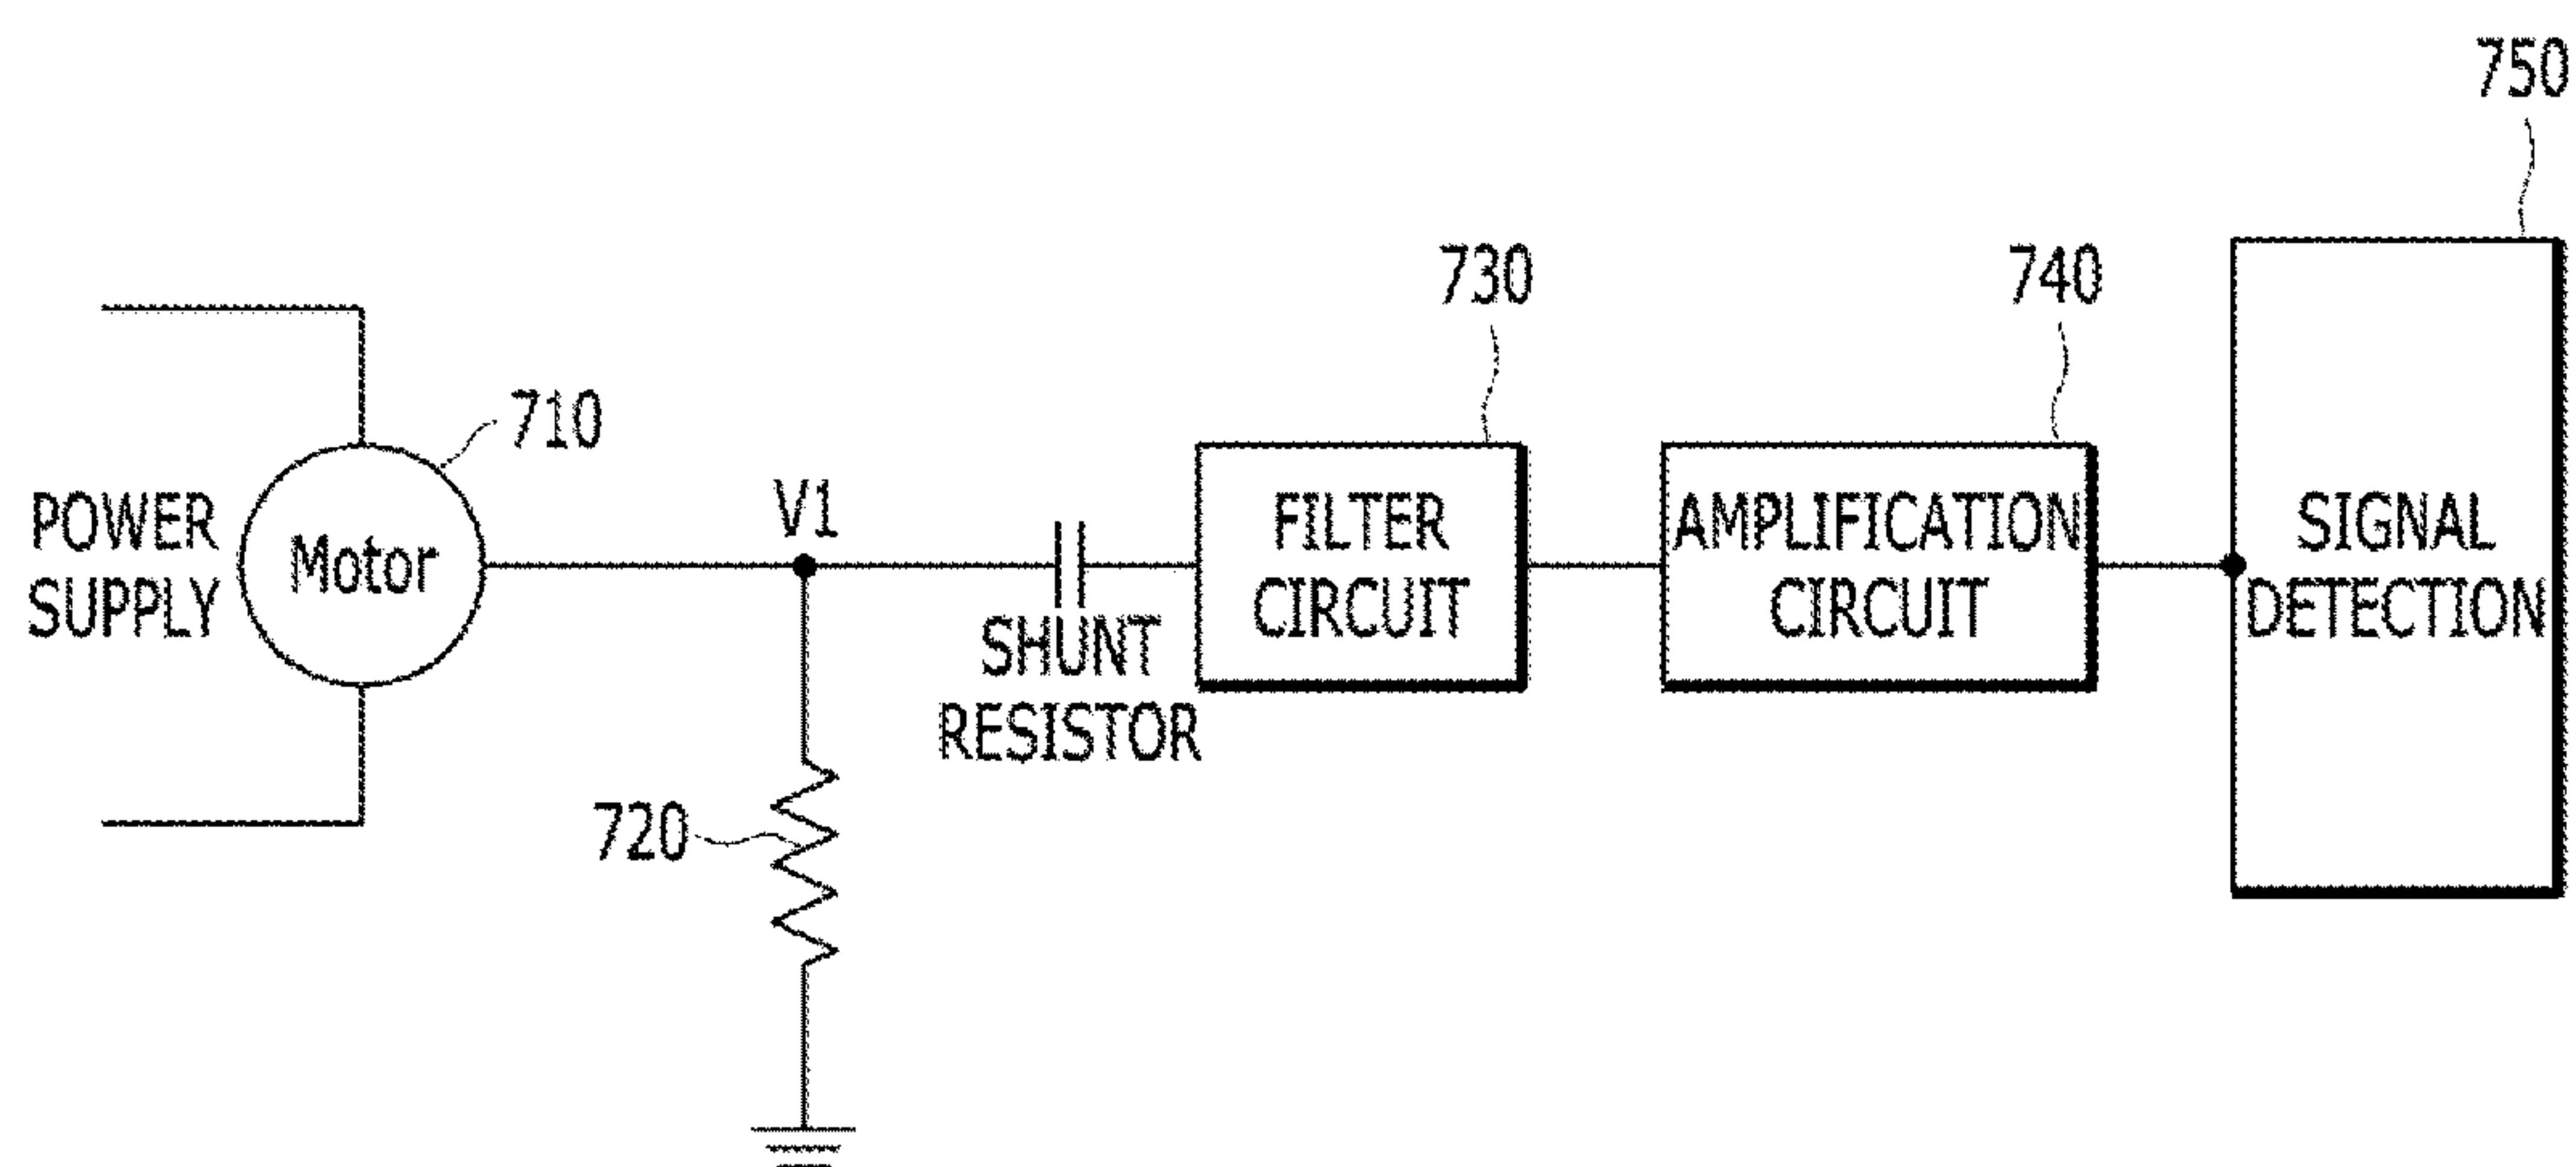 750
730
740
710
POWER
SUPPLY
Motor
V1
SHUNT
RESISTOR
FILTER
CIRCUIT
AMPLIFICATION
CIRCUIT
SIGNAL
DETECTION
720